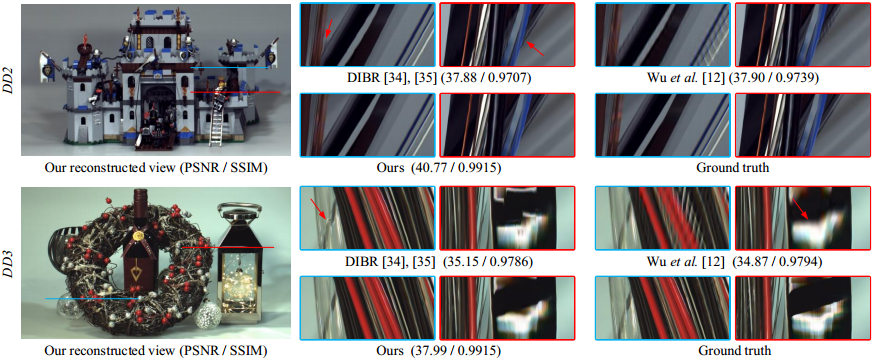 DD2
DIBR [34], [35] (37.88 / 0.9707)
Wu et al. [12] (37.90 / 0.9739)
Our reconstructed view (PSNR / SSIM)
Ours (40.77 / 0.9915)
Ground truth
DD3
DIBR [34], [35] (35.15 / 0.9786)
Wu et al. [12] (34.87 / 0.9794)
Our reconstructed view (PSNR / SSIM)
Ours (37.99 / 0.9915)
Ground truth